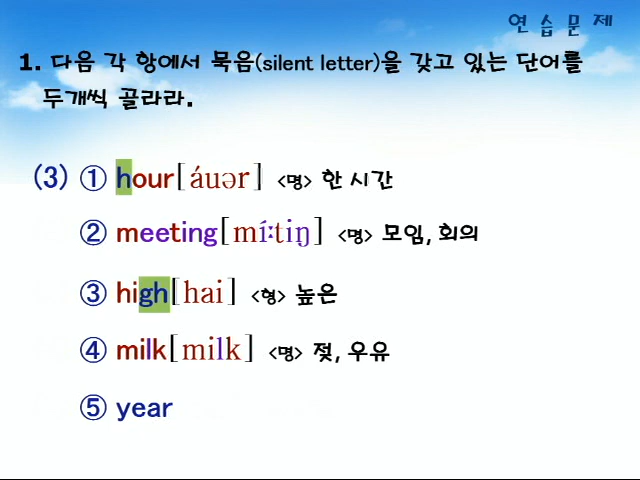 연 습 문 제
1. 다음 각 항에서 묵음(silent letter)을 갖고 있는 단어를
두개씩 골라라.
(3) ① hour[áuər] <명> 한 시간
② meeting[míːtiŋ] <명> 모임, 회의
③ high[hai] <형> 높은
④ milk[milk] <명> 젖, 우유
⑤ year